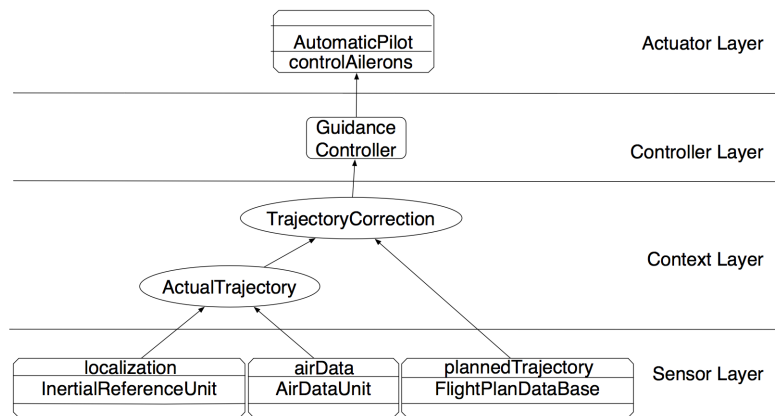 AutomaticPilot
controlAilerons
Actuator Layer
Guidance
Controller
Controller Layer
TrajectoryCorrection
Context Layer
ActualTrajectory
localization
InertialReferenceUnit
airData
AirDataUnit
plannedTrajectory
FlightPlanDataBase
Sensor Layer